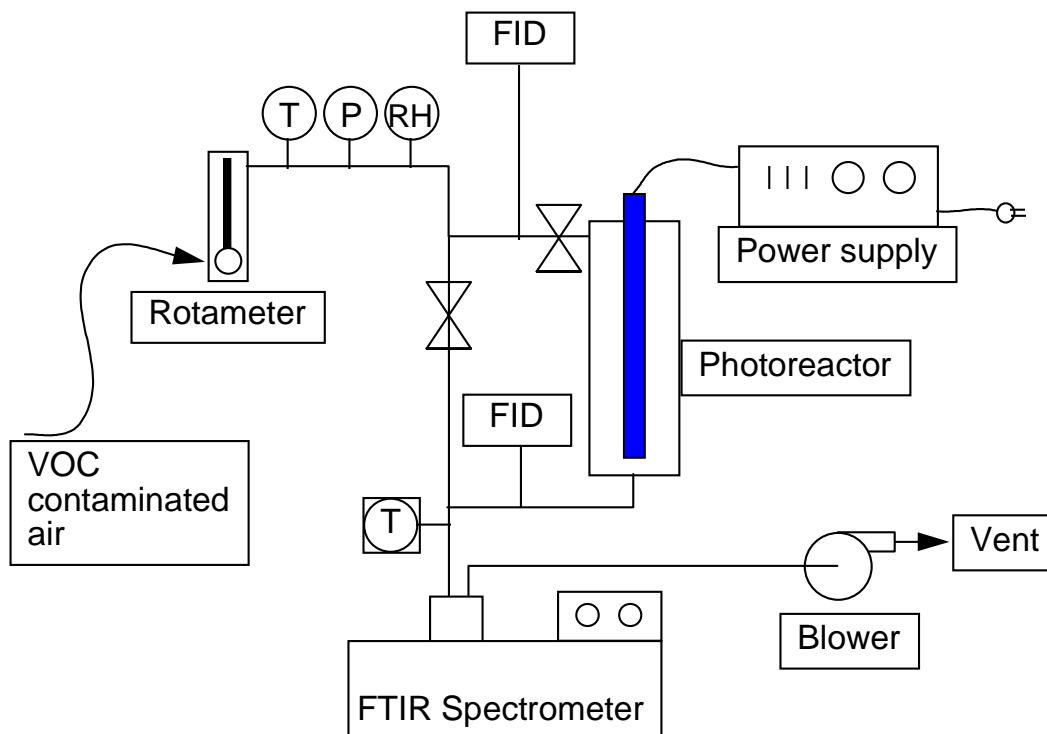 FID
T
P
RH
Power supply
Rotameter
Photoreactor
FID
VOC
contaminated
air
T
Vent
Blower
FTIR Spectrometer